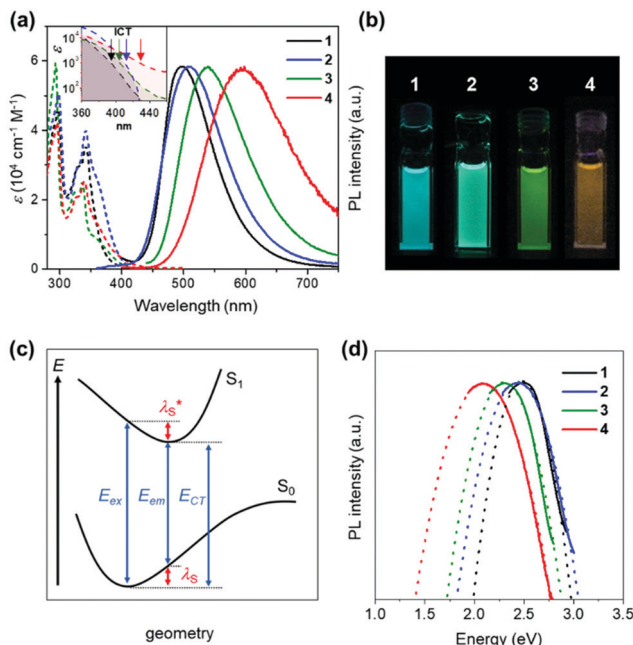 (a)
ε (10⁴ cm⁻¹ M⁻¹)
6
4
2
0
300
400
500
600
700
Wavelength (nm)
PL intensity (a.u.)
1
2
3
4
ε
10⁴
10³
10²
ICT
360
420
nm
(b)
1 2 3 4
(c)
E
S₁
λS*
Eex
Eem
ECT
S₀
λS
geometry
(d)
PL intensity (a.u.)
1
2
3
4
1.0 1.5 2.0 2.5 3.0 3.5
Energy (eV)